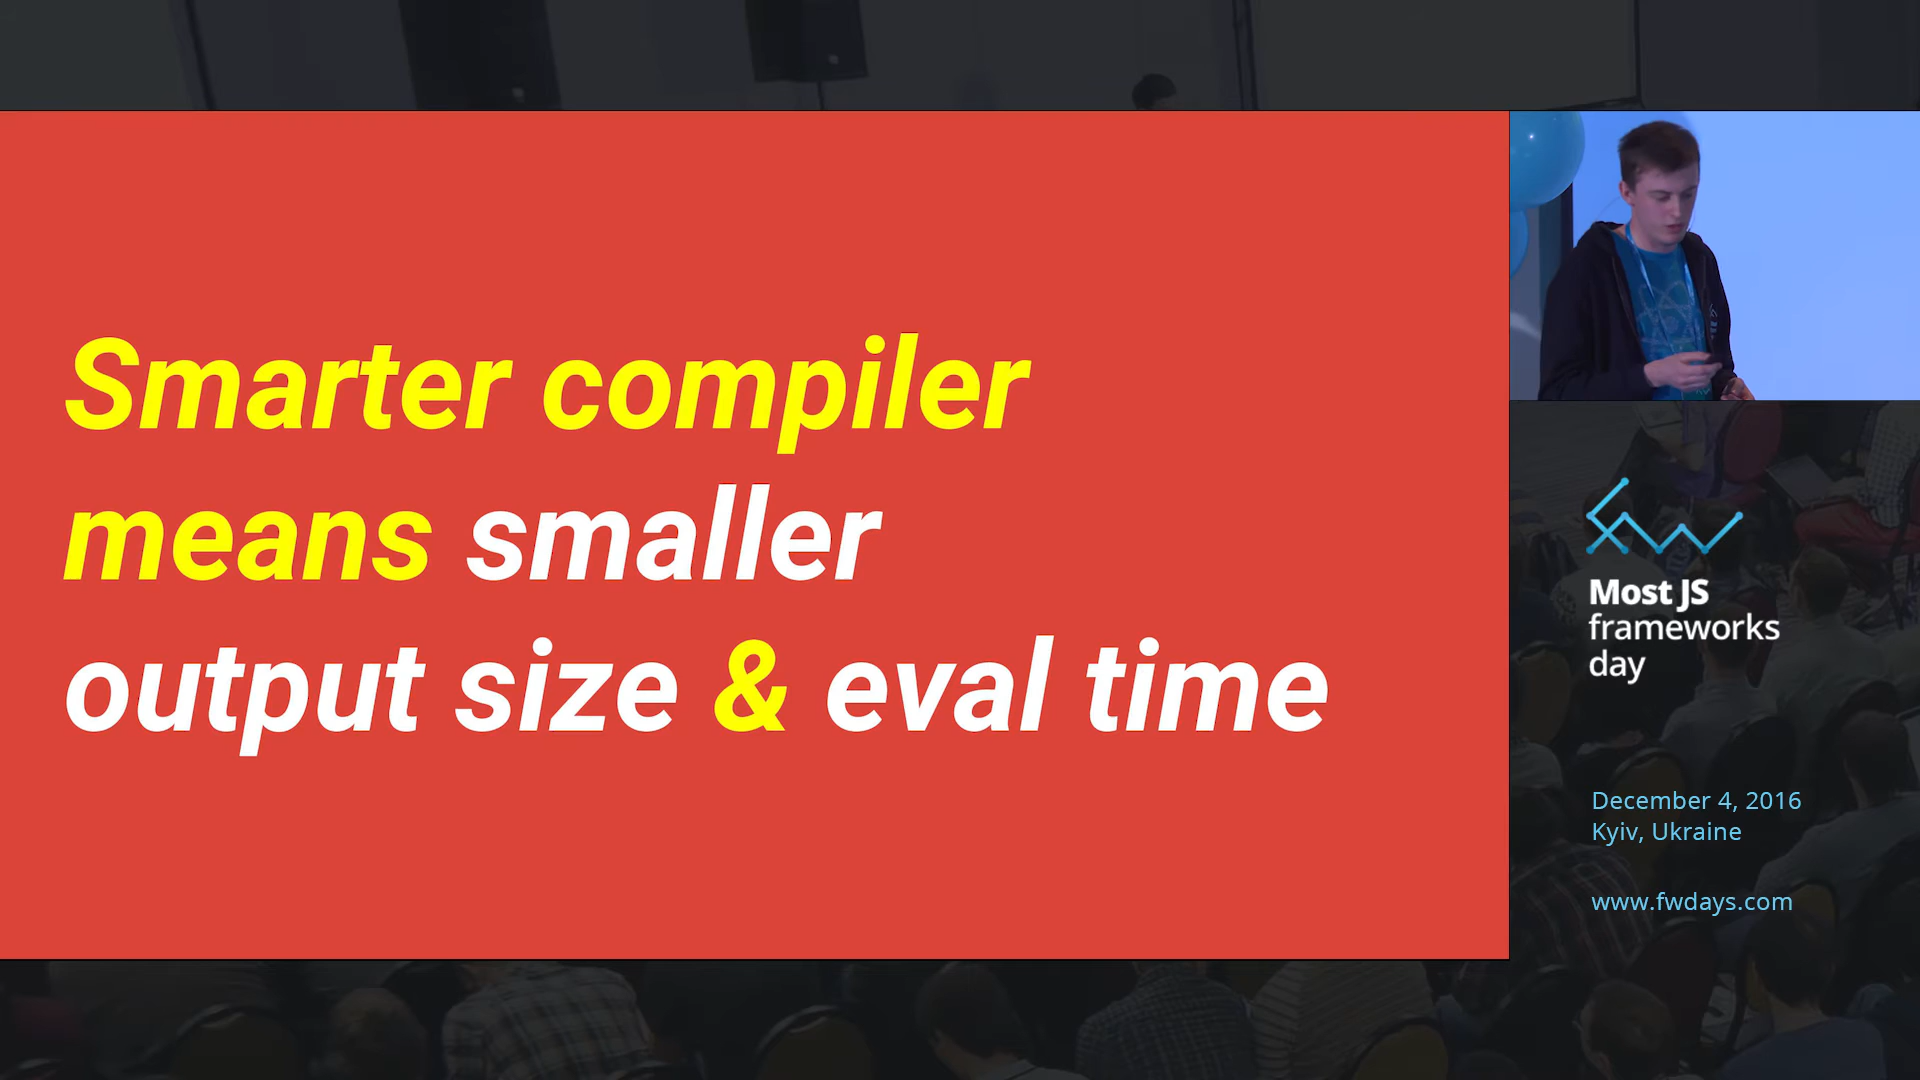 Smarter compiler
means smaller
output size & eval time
Most JS
frameworks
day
December 4, 2016
Kyiv, Ukraine
www.fwdays.com